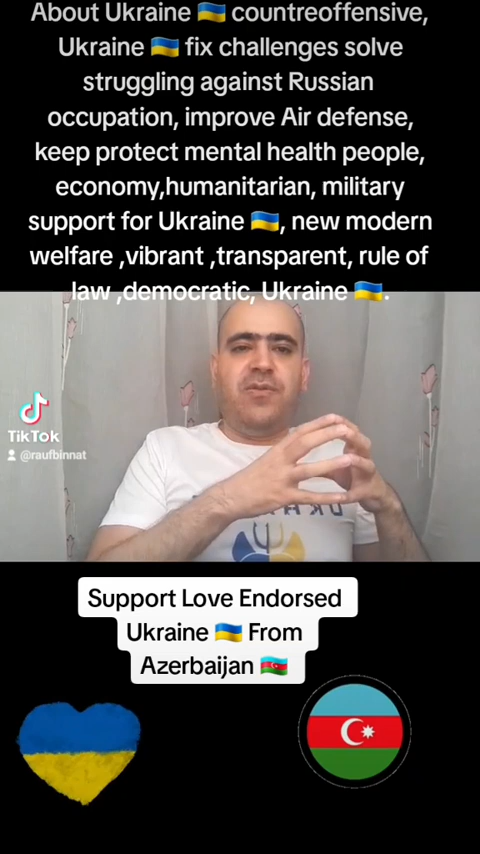 About Ukraine 🇺🇦 countreoffensive,
Ukraine 🇺🇦 fix challenges solve
struggling against Russian
occupation, improve Air defense,
keep protect mental health people,
economy,humanitarian, military
support for Ukraine 🇺🇦, new modern
welfare ,vibrant ,transparent, rule of
law ,democratic, Ukraine 🇺🇦.
TikTok
@raufbinnat
Support Love Endorsed
Ukraine 🇺🇦 From
Azerbaijan 🇦🇿